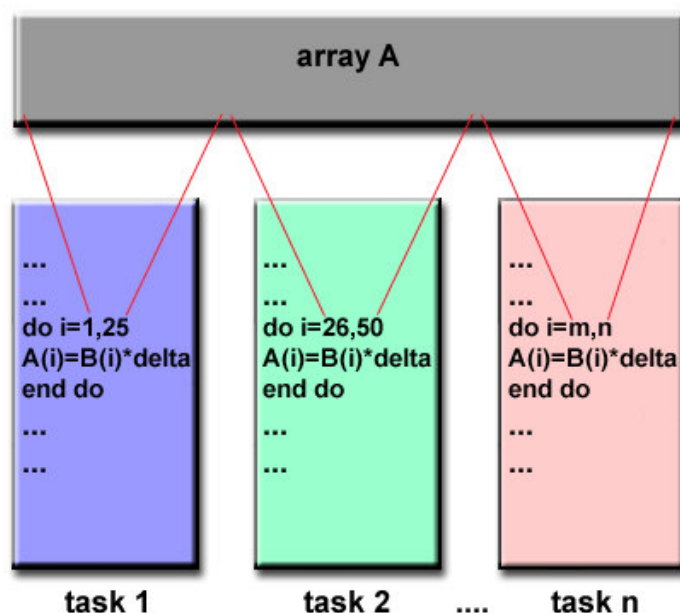 array A
...
...
do i=1,25
A(i)=B(i)*delta
end do
...
...
task 1
...
...
do i=26,50
A(i)=B(i)*delta
end do
...
...
task 2
....
...
...
do i=m,n
A(i)=B(i)*delta
end do
...
...
task n